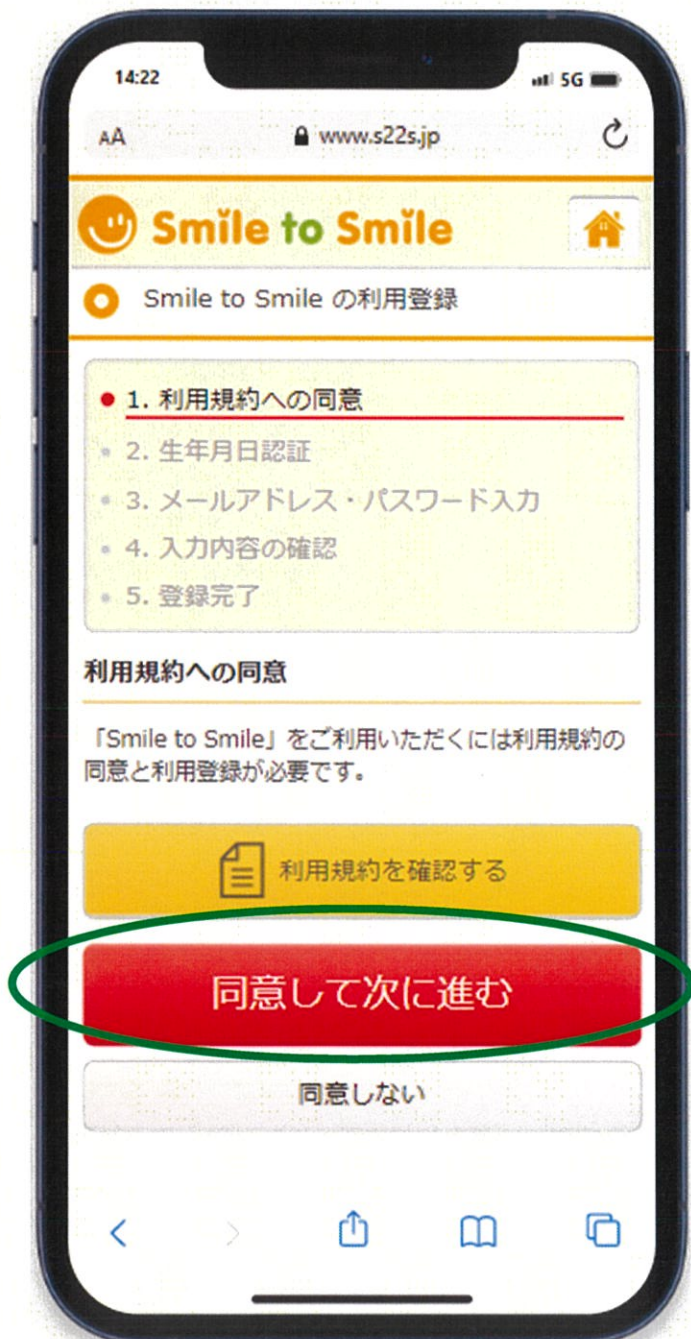 14:22
5G
AA
www.s22s.jp
Smile to Smile
Smile to Smile の利用登録
1. 利用規約への同意
2. 生年月日認証
3. メールアドレス・パスワード入力
4. 入力内容の確認
5. 登録完了
利用規約への同意
「Smile to Smile」をご利用いただくには利用規約の
同意と利用登録が必要です。
利用規約を確認する
同意して次に進む
同意しない